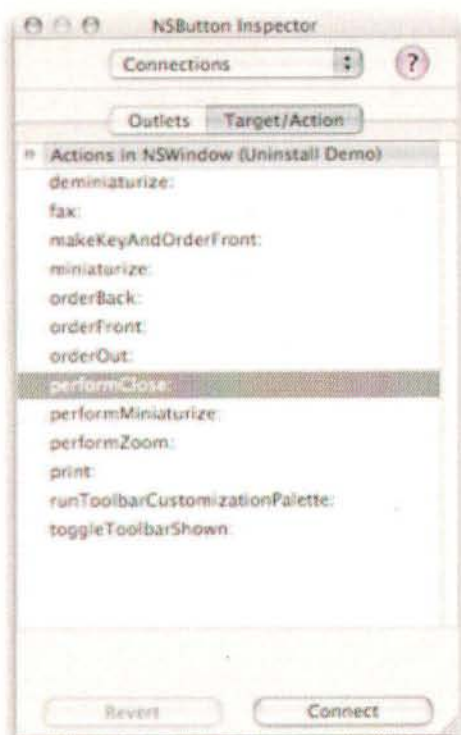 NSButton Inspector
Connections
?
Outlets Target/Action
Actions in NSWindow (Uninstall Demo)
deminiaturize:
fax:
makeKeyAndOrderFront:
miniaturize:
orderBack:
orderFront:
orderOut:
performClose:
performMiniaturize:
performZoom:
print:
runToolbarCustomizationPalette:
toggleToolbarShown:
Revert Connect